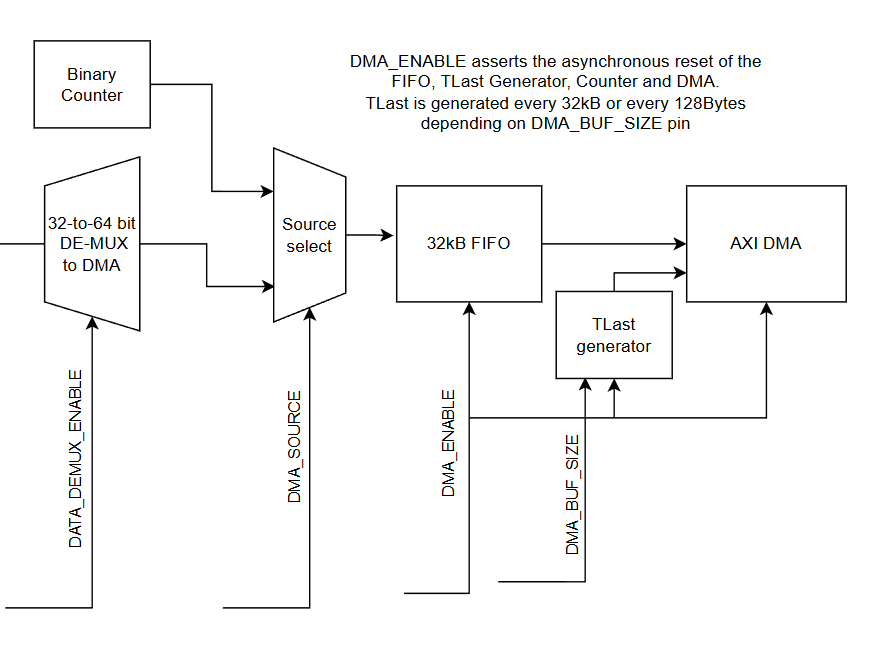 DMA_ENABLE asserts the asynchronous reset of the
FIFO, TLast Generator, Counter and DMA.
TLast is generated every 32kB or every 128Bytes
depending on DMA_BUF_SIZE pin
Binary
Counter
32-to-64 bit
DE-MUX
to DMA
Source
select
32kB FIFO
AXI DMA
TLast
generator
DATA_DEMUX_ENABLE
DMA_SOURCE
DMA_ENABLE
DMA_BUF_SIZE